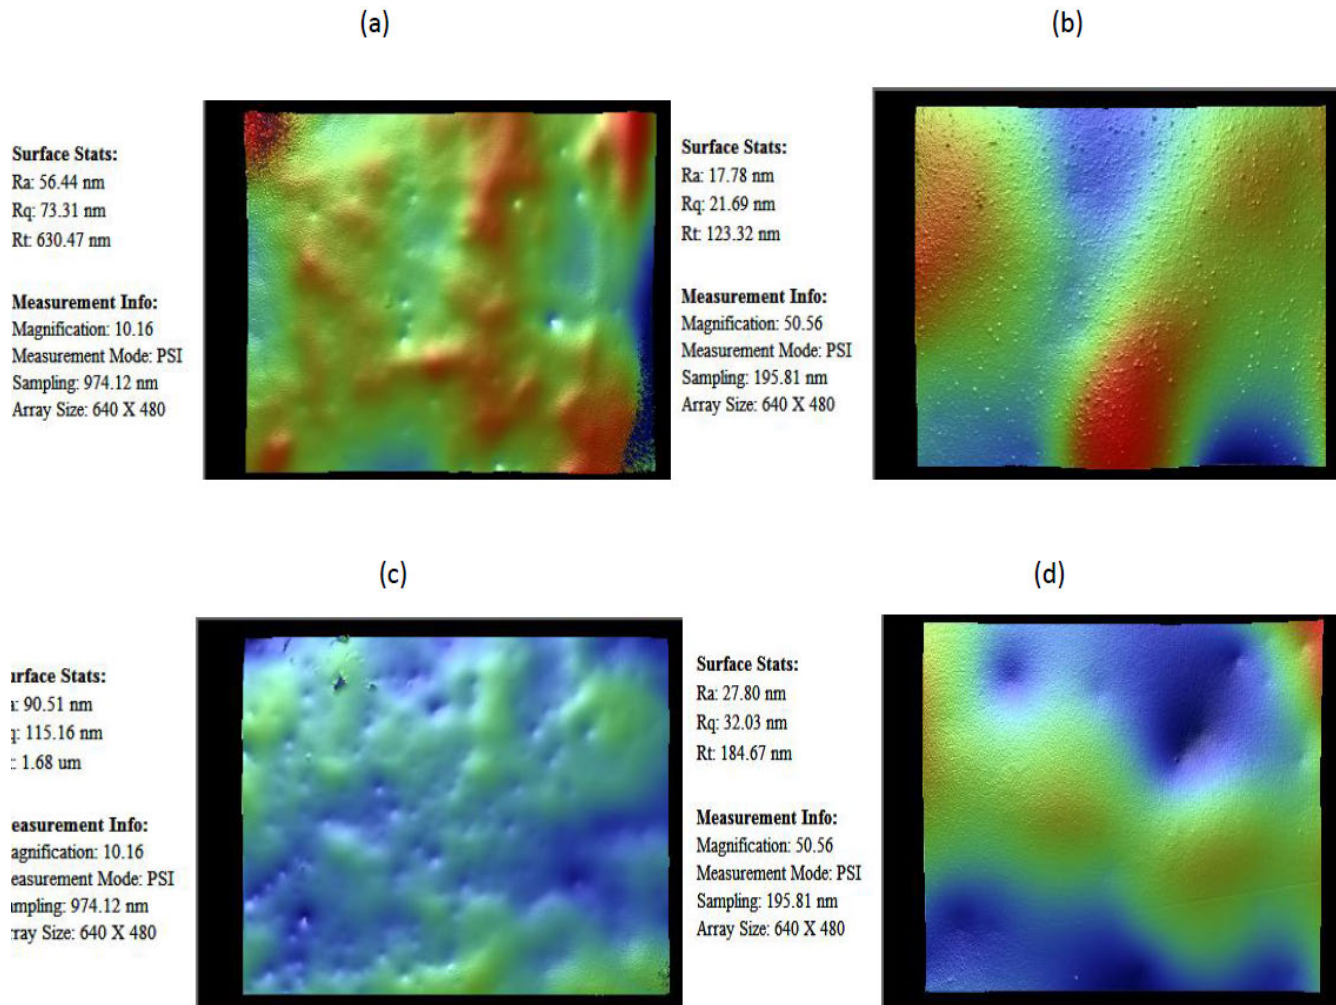 (a)
(b)
Surface Stats:
Ra: 56.44 nm
Rq: 73.31 nm
Rt: 630.47 nm
Measurement Info:
Magnification: 10.16
Measurement Mode: PSI
Sampling: 974.12 nm
Array Size: 640 X 480
Surface Stats:
Ra: 17.78 nm
Rq: 21.69 nm
Rt: 123.32 nm
Measurement Info:
Magnification: 50.56
Measurement Mode: PSI
Sampling: 195.81 nm
Array Size: 640 X 480
(c)
(d)
urface Stats:
a: 90.51 nm
q: 115.16 nm
: 1.68 um
easurement Info:
agnification: 10.16
easurement Mode: PSI
ampling: 974.12 nm
rray Size: 640 X 480
Surface Stats:
Ra: 27.80 nm
Rq: 32.03 nm
Rt: 184.67 nm
Measurement Info:
Magnification: 50.56
Measurement Mode: PSI
Sampling: 195.81 nm
Array Size: 640 X 480